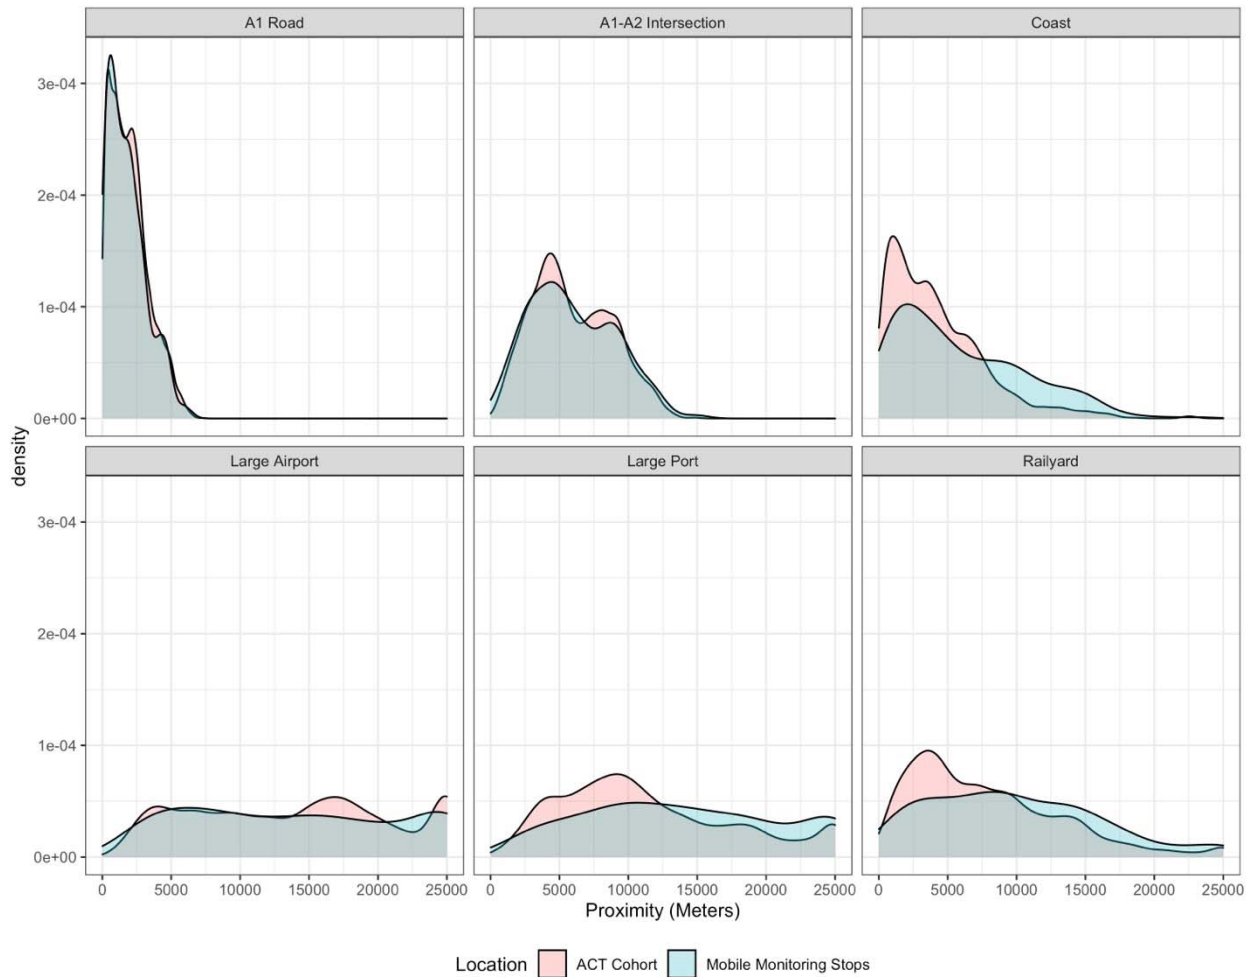 A1 Road A1-A2 Intersection Coast
3e-04
2e-04
1e-04
0e+00
density
Large Airport Large Port Railyard
3e-04
2e-04
1e-04
0e+00
0 5000 10000 15000 20000 25000 0 5000 10000 15000 20000 25000 0 5000 10000 15000 20000 25000
Proximity (Meters)
Location ACT Cohort Mobile Monitoring Stops